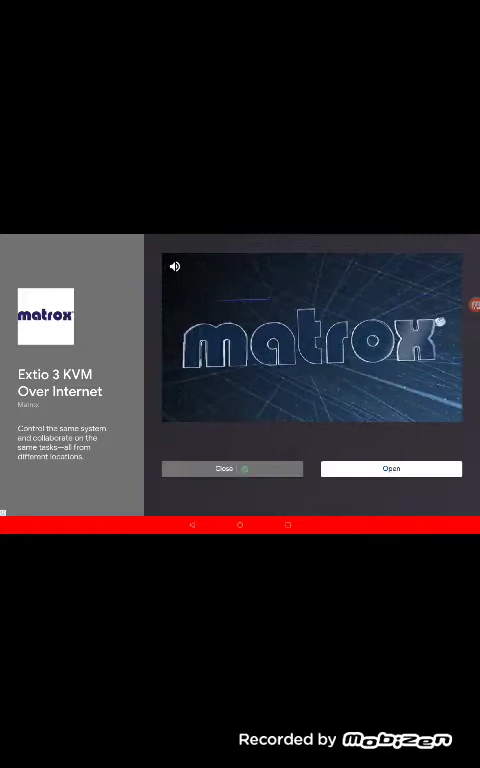 matrox
matrox
Extio 3 KVM
Over Internet
Matrox
Control the same system
and collaborate on the
same tasks—all from
different locations.
Close
Open
Recorded by Mobizen